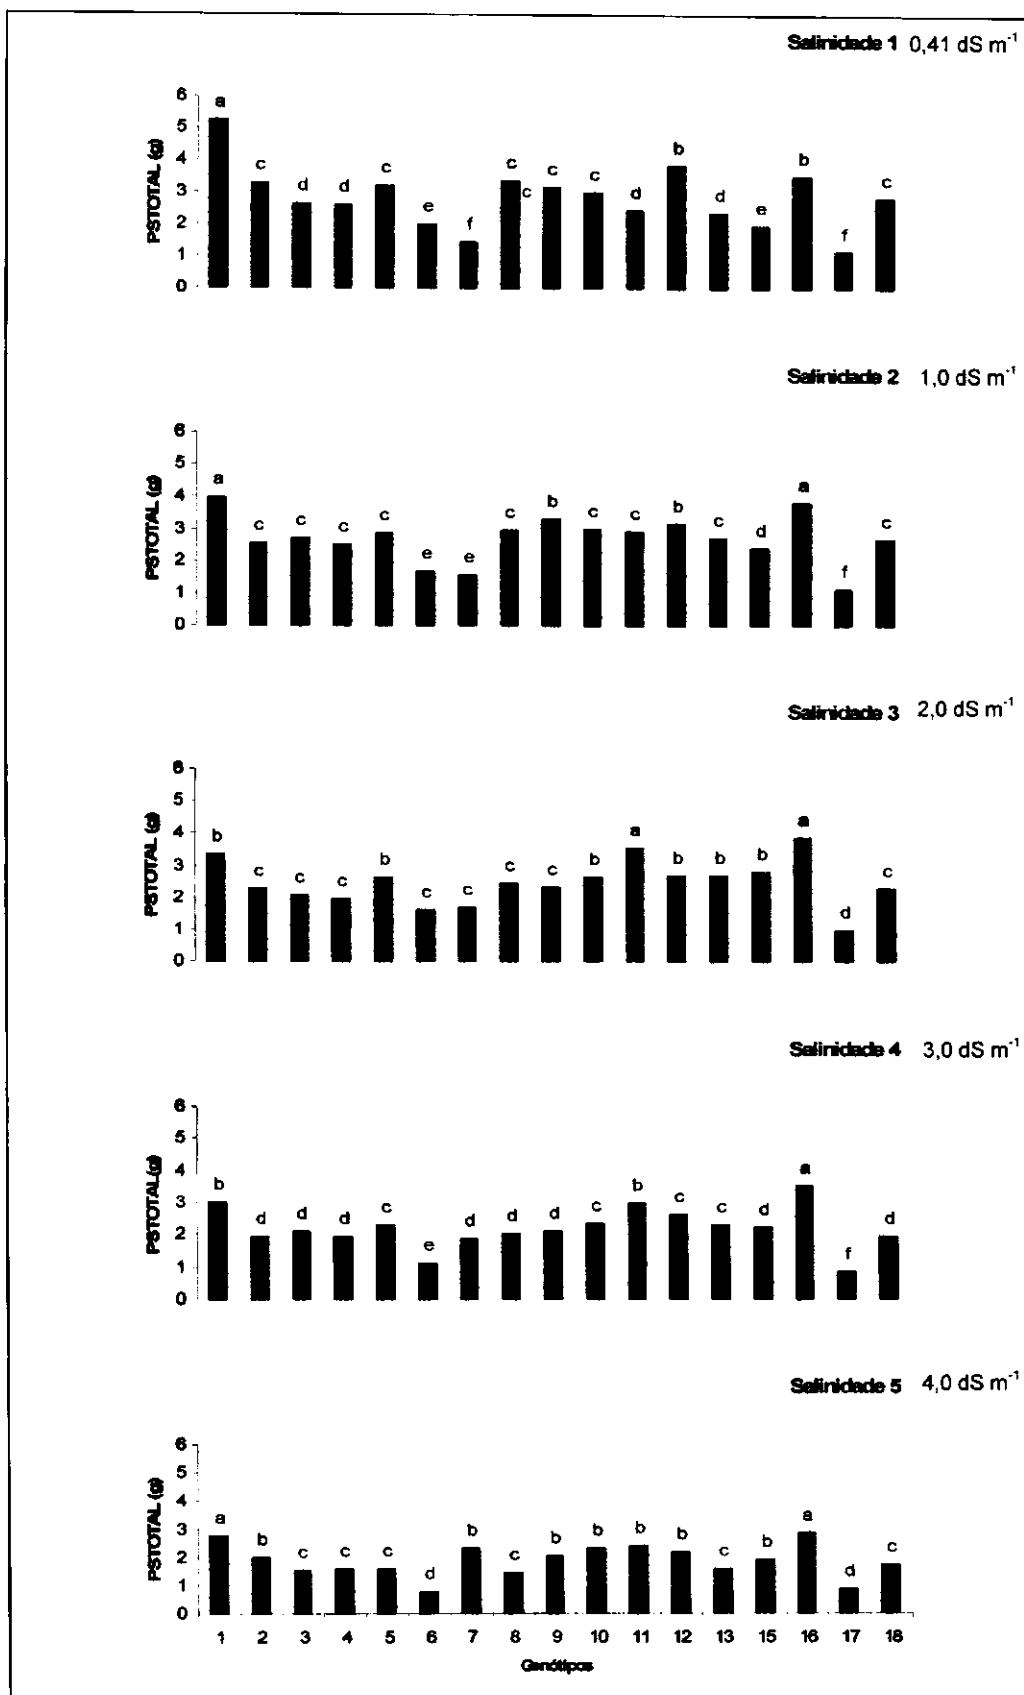 Salinidade 1 0,41 dS m⁻¹
PSTOTAL (g)
6
5
4
3
2
1
0
a c d d c e f c c c c d b d e b f c
Salinidade 2 1,0 dS m⁻¹
PSTOTAL (g)
6
5
4
3
2
1
0
a c c c c e e c b c c b c d a f c
Salinidade 3 2,0 dS m⁻¹
PSTOTAL (g)
6
5
4
3
2
1
0
b c c c b c c c c b a b b b a d c
Salinidade 4 3,0 dS m⁻¹
PSTOTAL(g)
6
5
4
3
2
1
0
b d d d c e d d d c b c c d a f d
Salinidade 5 4,0 dS m⁻¹
PSTOTAL (g)
6
5
4
3
2
1
0
a b c c c d b c b b b b c b a d c
1 2 3 4 5 6 7 8 9 10 11 12 13 15 16 17 18
Genótipos